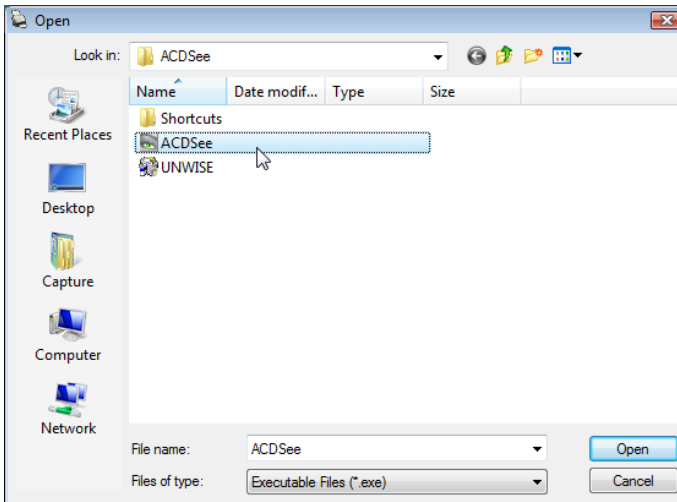 Open
Look in: ACDSee
Name Date modif... Type Size
Shortcuts
ACDSee
UNWISE
Recent Places
Desktop
Capture
Computer
Network
File name: ACDSee Open
Files of type: Executable Files (*.exe) Cancel